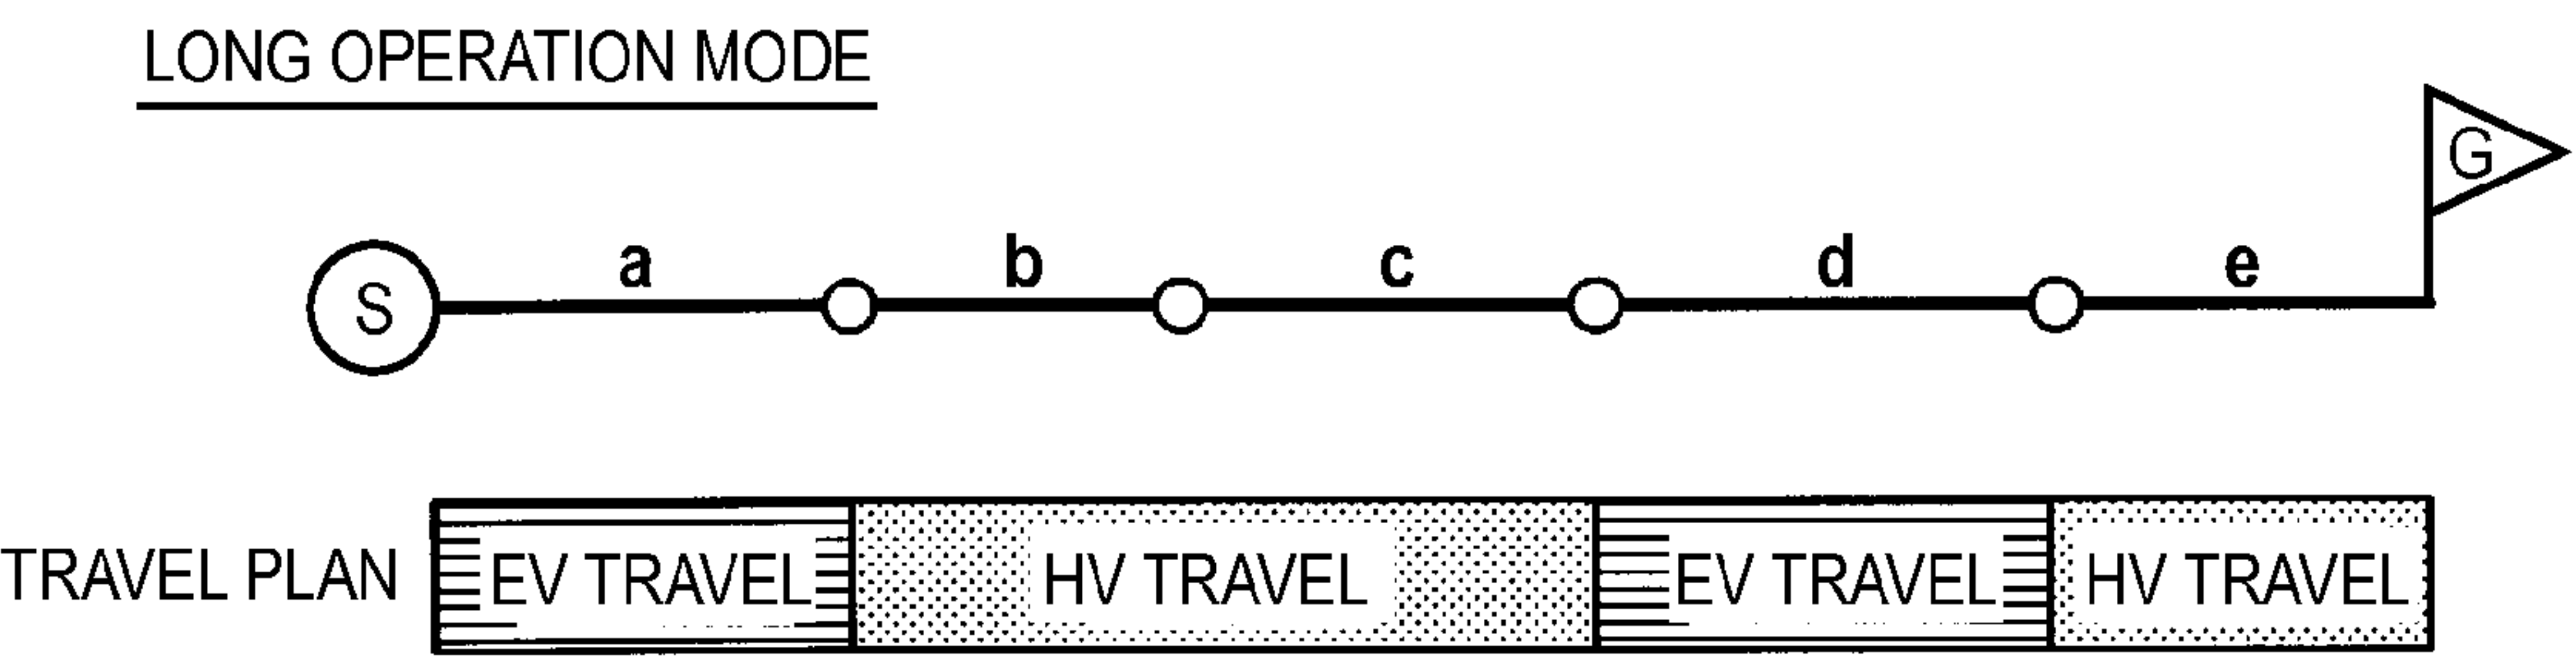 LONG OPERATION MODE
G
S a b c d e
TRAVEL PLAN EV TRAVEL HV TRAVEL EV TRAVEL HV TRAVEL